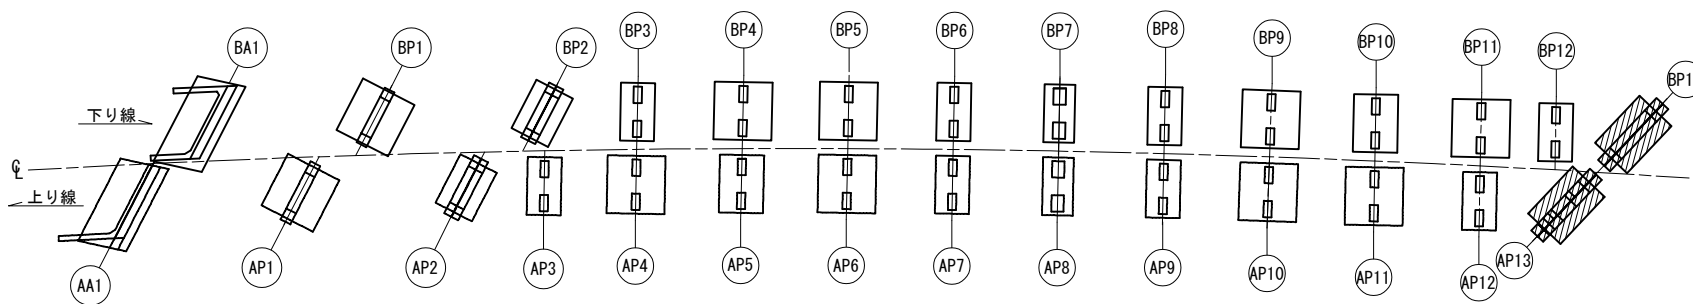 BA1
BP1
BP2
BP3
BP4
BP5
BP6
BP7
BP8
BP9
BP10
BP11
BP12
BP1
下り線
℄
上り線
AA1
AP1
AP2
AP3
AP4
AP5
AP6
AP7
AP8
AP9
AP10
AP11
AP12
AP13